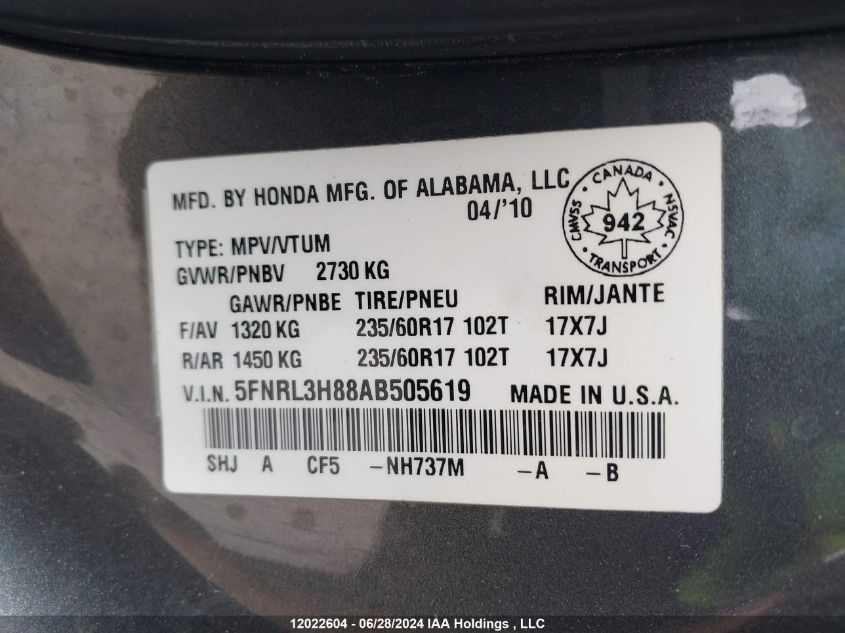 MFD. BY HONDA MFG. OF ALABAMA, LLC
04/'10
CANADA
CMVSS 942 NSVAC
TRANSPORT
TYPE: MPV/VTUM
GVWR/PNBV 2730 KG
GAWR/PNBE TIRE/PNEU RIM/JANTE
F/AV 1320 KG 235/60R17 102T 17X7J
R/AR 1450 KG 235/60R17 102T 17X7J
V.I.N. 5FNRL3H88AB505619 MADE IN U.S.A.
SHJ A CF5 -NH737M -A -B
12022604 - 06/28/2024 IAA Holdings , LLC